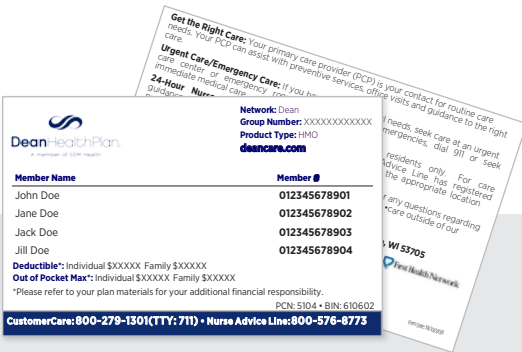 Get the Right Care: Your primary care provider (PCP) is your contact for routine care
needs. Your PCP can assist with preventive services, office visits and guidance to the right
care.
Urgent Care/Emergency Care: If you ha
l needs, seek care at an urgent
care center or emergency roo
mergencies, dial 911 or seek
immediate medical care
24-Hour Nurs
residents only. For care
guidanc
Advice Line has registered
the appropriate location
r any questions regarding
*care outside of our
, WI 53705
First Health Network
DeanHealthPlan
A member of SSM Health
Network: Dean
Group Number: XXXXXXXXXXXX
Product Type: HMO
deancare.com
Member Name Member #
John Doe 012345678901
Jane Doe 012345678902
Jack Doe 012345678903
Jill Doe 012345678904
Deductible*: Individual $XXXXX Family $XXXXX
Out of Pocket Max*: Individual $XXXXX Family $XXXXX
*Please refer to your plan materials for your additional financial responsibility.
PCN: 5104 • BIN: 610602
CustomerCare: 800-279-1301 (TTY: 711) • Nurse Advice Line: 800-576-8773